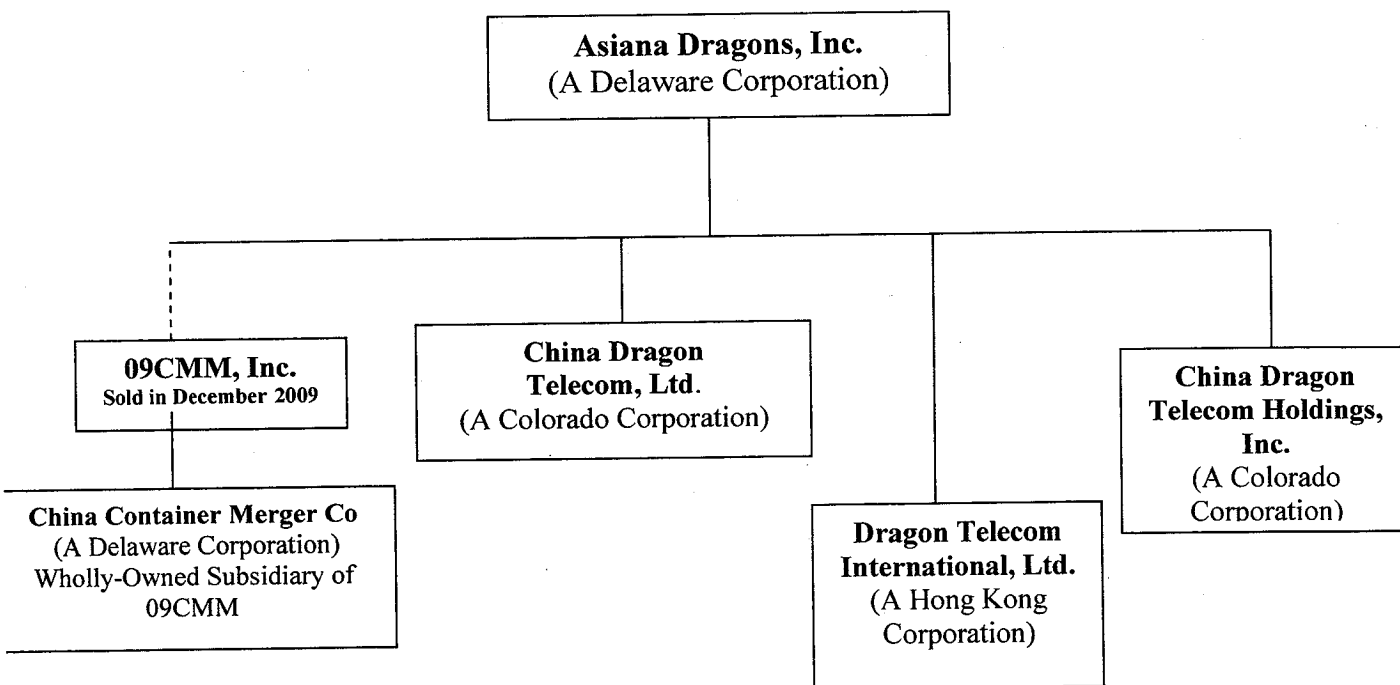 Asiana Dragons, Inc.
(A Delaware Corporation)
09CMM, Inc.
Sold in December 2009
China Dragon
Telecom, Ltd.
(A Colorado Corporation)
China Dragon
Telecom Holdings,
Inc.
(A Colorado
Corporation)
China Container Merger Co
(A Delaware Corporation)
Wholly-Owned Subsidiary of
09CMM
Dragon Telecom
International, Ltd.
(A Hong Kong
Corporation)